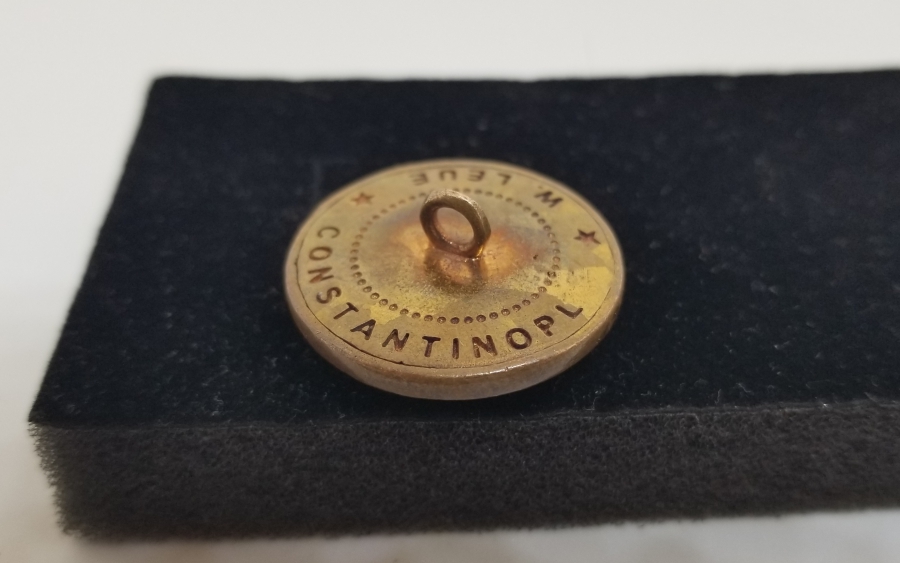 W. LEUE
CONSTANTINOPL